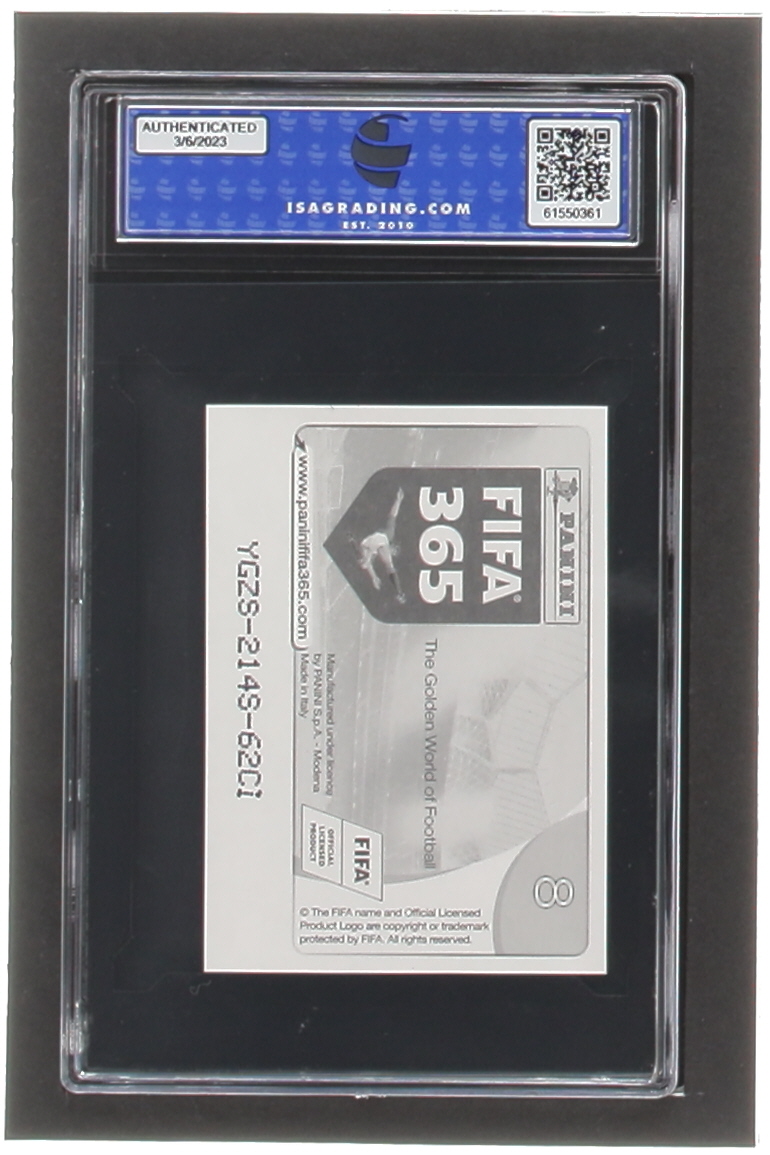 AUTHENTICATED
3/6/2023
ISAGRADING.COM
EST. 2010
61550361
PANINI
FIFA®
365
The Golden World of Football
www.paninififa365.com
Manufactured under licency
by PANINI S.p.A. - Modena
Made in Italy
FIFA®
OFFICIAL
LICENSED
PRODUCT
8
© The FIFA name and Official Licensed
Product Logo are copyright or trademark
protected by FIFA. All rights reserved.
YGZS-214S-62Ci